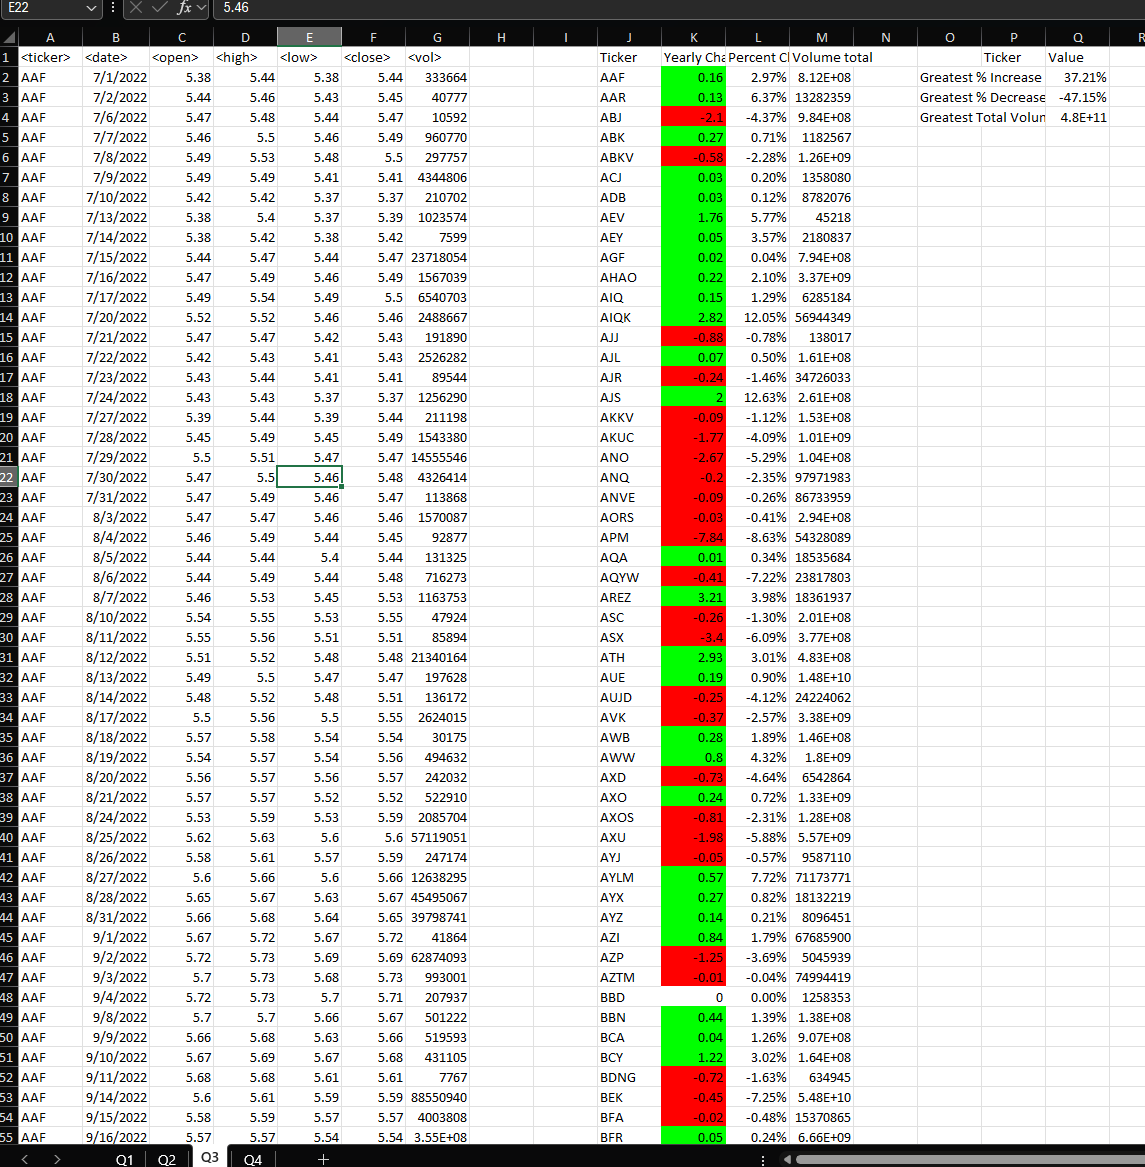 E22 fx 5.46
A B C D E F G H I J K L M N O P Q R
1 <ticker> <date> <open> <high> <low> <close> <vol> Ticker Yearly Cha Percent Cl Volume total Ticker Value
2 AAF 7/1/2022 5.38 5.44 5.38 5.44 333664 AAF 0.16 2.97% 8.12E+08 Greatest % Increase 37.21%
3 AAF 7/2/2022 5.44 5.46 5.43 5.45 40777 AAR 0.13 6.37% 13282359 Greatest % Decrease -47.15%
4 AAF 7/6/2022 5.47 5.48 5.44 5.47 10592 ABJ -2.1 -4.37% 9.84E+08 Greatest Total Volun 4.8E+11
5 AAF 7/7/2022 5.46 5.5 5.46 5.49 960770 ABK 0.27 0.71% 1182567
6 AAF 7/8/2022 5.49 5.53 5.48 5.5 297757 ABKV -0.58 -2.28% 1.26E+09
7 AAF 7/9/2022 5.49 5.49 5.41 5.41 4344806 ACJ 0.03 0.20% 1358080
8 AAF 7/10/2022 5.42 5.42 5.37 5.37 210702 ADB 0.03 0.12% 8782076
9 AAF 7/13/2022 5.38 5.4 5.37 5.39 1023574 AEV 1.76 5.77% 45218
10 AAF 7/14/2022 5.38 5.42 5.38 5.42 7599 AEY 0.05 3.57% 2180837
11 AAF 7/15/2022 5.44 5.47 5.44 5.47 23718054 AGF 0.02 0.04% 7.94E+08
12 AAF 7/16/2022 5.47 5.49 5.46 5.49 1567039 AHAO 0.22 2.10% 3.37E+09
13 AAF 7/17/2022 5.49 5.54 5.49 5.5 6540703 AIQ 0.15 1.29% 6285184
14 AAF 7/20/2022 5.52 5.52 5.46 5.46 2488667 AIQK 2.82 12.05% 56944349
15 AAF 7/21/2022 5.47 5.47 5.42 5.43 191890 AJJ -0.88 -0.78% 138017
16 AAF 7/22/2022 5.42 5.43 5.41 5.43 2526282 AJL 0.07 0.50% 1.61E+08
17 AAF 7/23/2022 5.43 5.44 5.41 5.41 89544 AJR -0.24 -1.46% 34726033
18 AAF 7/24/2022 5.43 5.43 5.37 5.37 1256290 AJS 2 12.63% 2.61E+08
19 AAF 7/27/2022 5.39 5.44 5.39 5.44 211198 AKKV -0.09 -1.12% 1.53E+08
20 AAF 7/28/2022 5.45 5.49 5.45 5.49 1543380 AKUC -1.77 -4.09% 1.01E+09
21 AAF 7/29/2022 5.5 5.51 5.47 5.47 14555546 ANO -2.67 -5.29% 1.04E+08
22 AAF 7/30/2022 5.47 5.5 5.46 5.48 4326414 ANQ -0.2 -2.35% 97971983
23 AAF 7/31/2022 5.47 5.49 5.46 5.47 113868 ANVE -0.09 -0.26% 86733959
24 AAF 8/3/2022 5.47 5.47 5.46 5.46 1570087 AORS -0.03 -0.41% 2.94E+08
25 AAF 8/4/2022 5.46 5.49 5.44 5.45 92877 APM -7.84 -8.63% 54328089
26 AAF 8/5/2022 5.44 5.44 5.4 5.44 131325 AQA 0.01 0.34% 18535684
27 AAF 8/6/2022 5.44 5.49 5.44 5.48 716273 AQYW -0.41 -7.22% 23817803
28 AAF 8/7/2022 5.46 5.53 5.45 5.53 1163753 AREZ 3.21 3.98% 18361937
29 AAF 8/10/2022 5.54 5.55 5.53 5.55 47924 ASC -0.26 -1.30% 2.01E+08
30 AAF 8/11/2022 5.55 5.56 5.51 5.51 85894 ASX -3.4 -6.09% 3.77E+08
31 AAF 8/12/2022 5.51 5.52 5.48 5.48 21340164 ATH 2.93 3.01% 4.83E+08
32 AAF 8/13/2022 5.49 5.5 5.47 5.47 197628 AUE 0.19 0.90% 1.48E+10
33 AAF 8/14/2022 5.48 5.52 5.48 5.51 136172 AUJD -0.25 -4.12% 24224062
34 AAF 8/17/2022 5.5 5.56 5.5 5.55 2624015 AVK -0.37 -2.57% 3.38E+09
35 AAF 8/18/2022 5.57 5.58 5.54 5.54 30175 AWB 0.28 1.89% 1.46E+08
36 AAF 8/19/2022 5.54 5.57 5.54 5.56 494632 AWW 0.8 4.32% 1.8E+09
37 AAF 8/20/2022 5.56 5.57 5.56 5.57 242032 AXD -0.73 -4.64% 6542864
38 AAF 8/21/2022 5.57 5.57 5.52 5.52 522910 AXO 0.24 0.72% 1.33E+09
39 AAF 8/24/2022 5.53 5.59 5.53 5.59 2085704 AXOS -0.81 -2.31% 1.28E+08
40 AAF 8/25/2022 5.62 5.63 5.6 5.6 57119051 AXU -1.98 -5.88% 5.57E+09
41 AAF 8/26/2022 5.58 5.61 5.57 5.59 247174 AYJ -0.05 -0.57% 9587110
42 AAF 8/27/2022 5.6 5.66 5.6 5.66 12638295 AYLM 0.57 7.72% 71173771
43 AAF 8/28/2022 5.65 5.67 5.63 5.67 45495067 AYX 0.27 0.82% 18132219
44 AAF 8/31/2022 5.66 5.68 5.64 5.65 39798741 AYZ 0.14 0.21% 8096451
45 AAF 9/1/2022 5.67 5.72 5.67 5.72 41864 AZI 0.84 1.79% 67685900
46 AAF 9/2/2022 5.72 5.73 5.69 5.69 62874093 AZP -1.25 -3.69% 5045939
47 AAF 9/3/2022 5.7 5.73 5.68 5.73 993001 AZTM -0.01 -0.04% 74994419
48 AAF 9/4/2022 5.72 5.73 5.7 5.71 207937 BBD 0 0.00% 1258353
49 AAF 9/8/2022 5.7 5.7 5.66 5.67 501222 BBN 0.44 1.39% 1.38E+08
50 AAF 9/9/2022 5.66 5.68 5.63 5.66 519593 BCA 0.04 1.26% 9.07E+08
51 AAF 9/10/2022 5.67 5.69 5.67 5.68 431105 BCY 1.22 3.02% 1.64E+08
52 AAF 9/11/2022 5.68 5.68 5.61 5.61 7767 BDNG -0.72 -1.63% 634945
53 AAF 9/14/2022 5.6 5.61 5.59 5.59 88550940 BEK -0.45 -7.25% 5.48E+10
54 AAF 9/15/2022 5.58 5.59 5.57 5.57 4003808 BFA -0.02 -0.48% 15370865
55 AAF 9/16/2022 5.57 5.57 5.54 5.54 3.55E+08 BFR 0.05 0.24% 6.66E+09
Q1 Q2 Q3 Q4 +